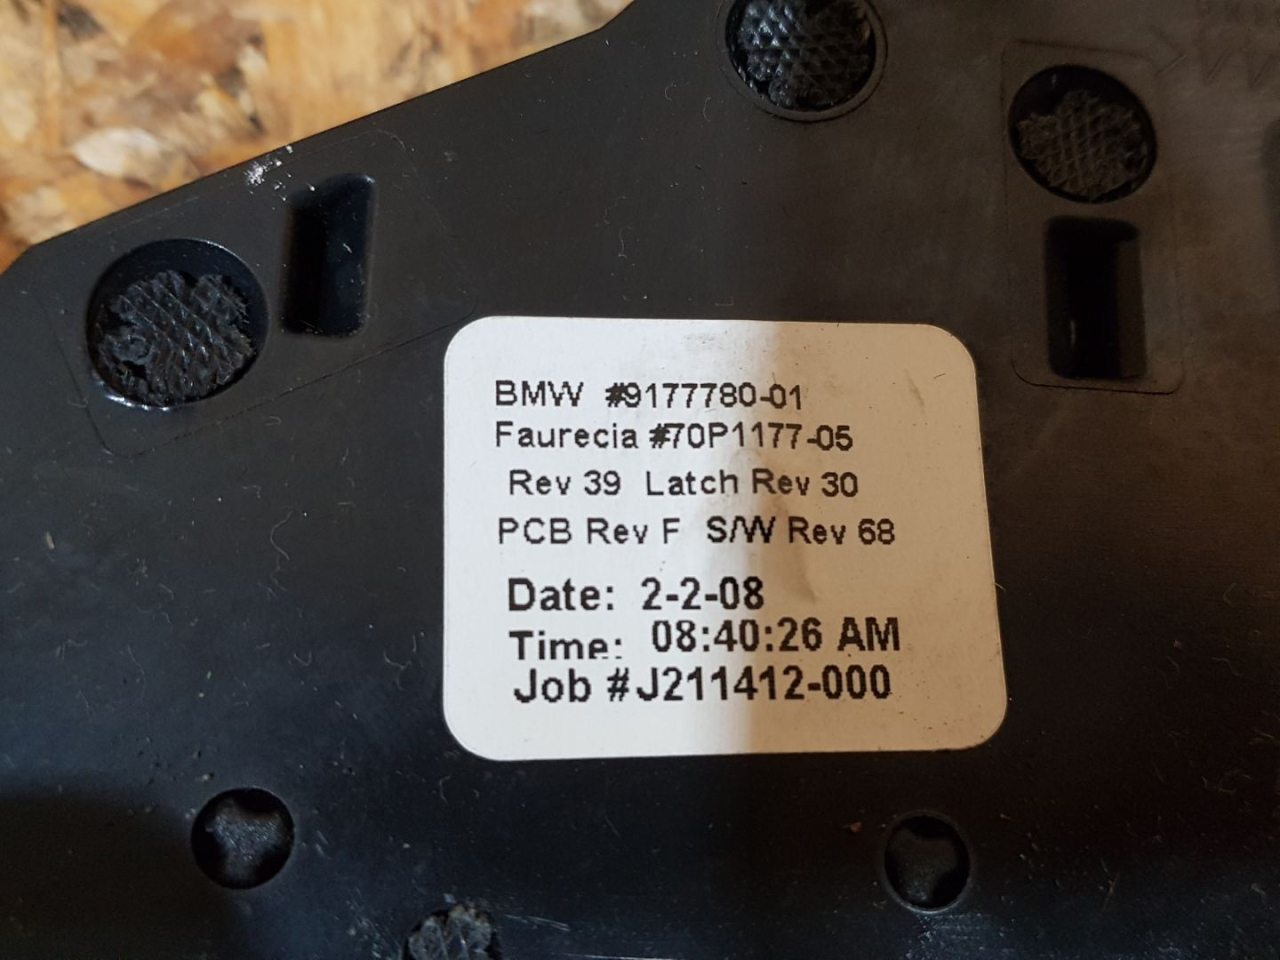 BMW #9177780-01
Faurecia #70P1177-05
Rev 39 Latch Rev 30
PCB Rev F S/W Rev 68
Date: 2-2-08
Time: 08:40:26 AM
Job #J211412-000